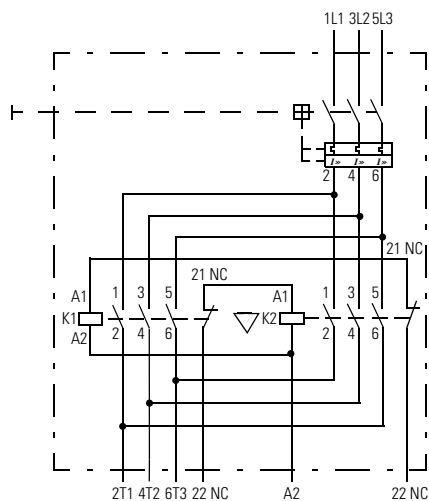 1L1 3L2 5L3
I» I» I»
2 4 6
21 NC
21 NC
A1 1 3 5 A1 1 3 5
K1 K2
A2 2 4 6 2 4 6
2T1 4T2 6T3 22 NC A2 22 NC